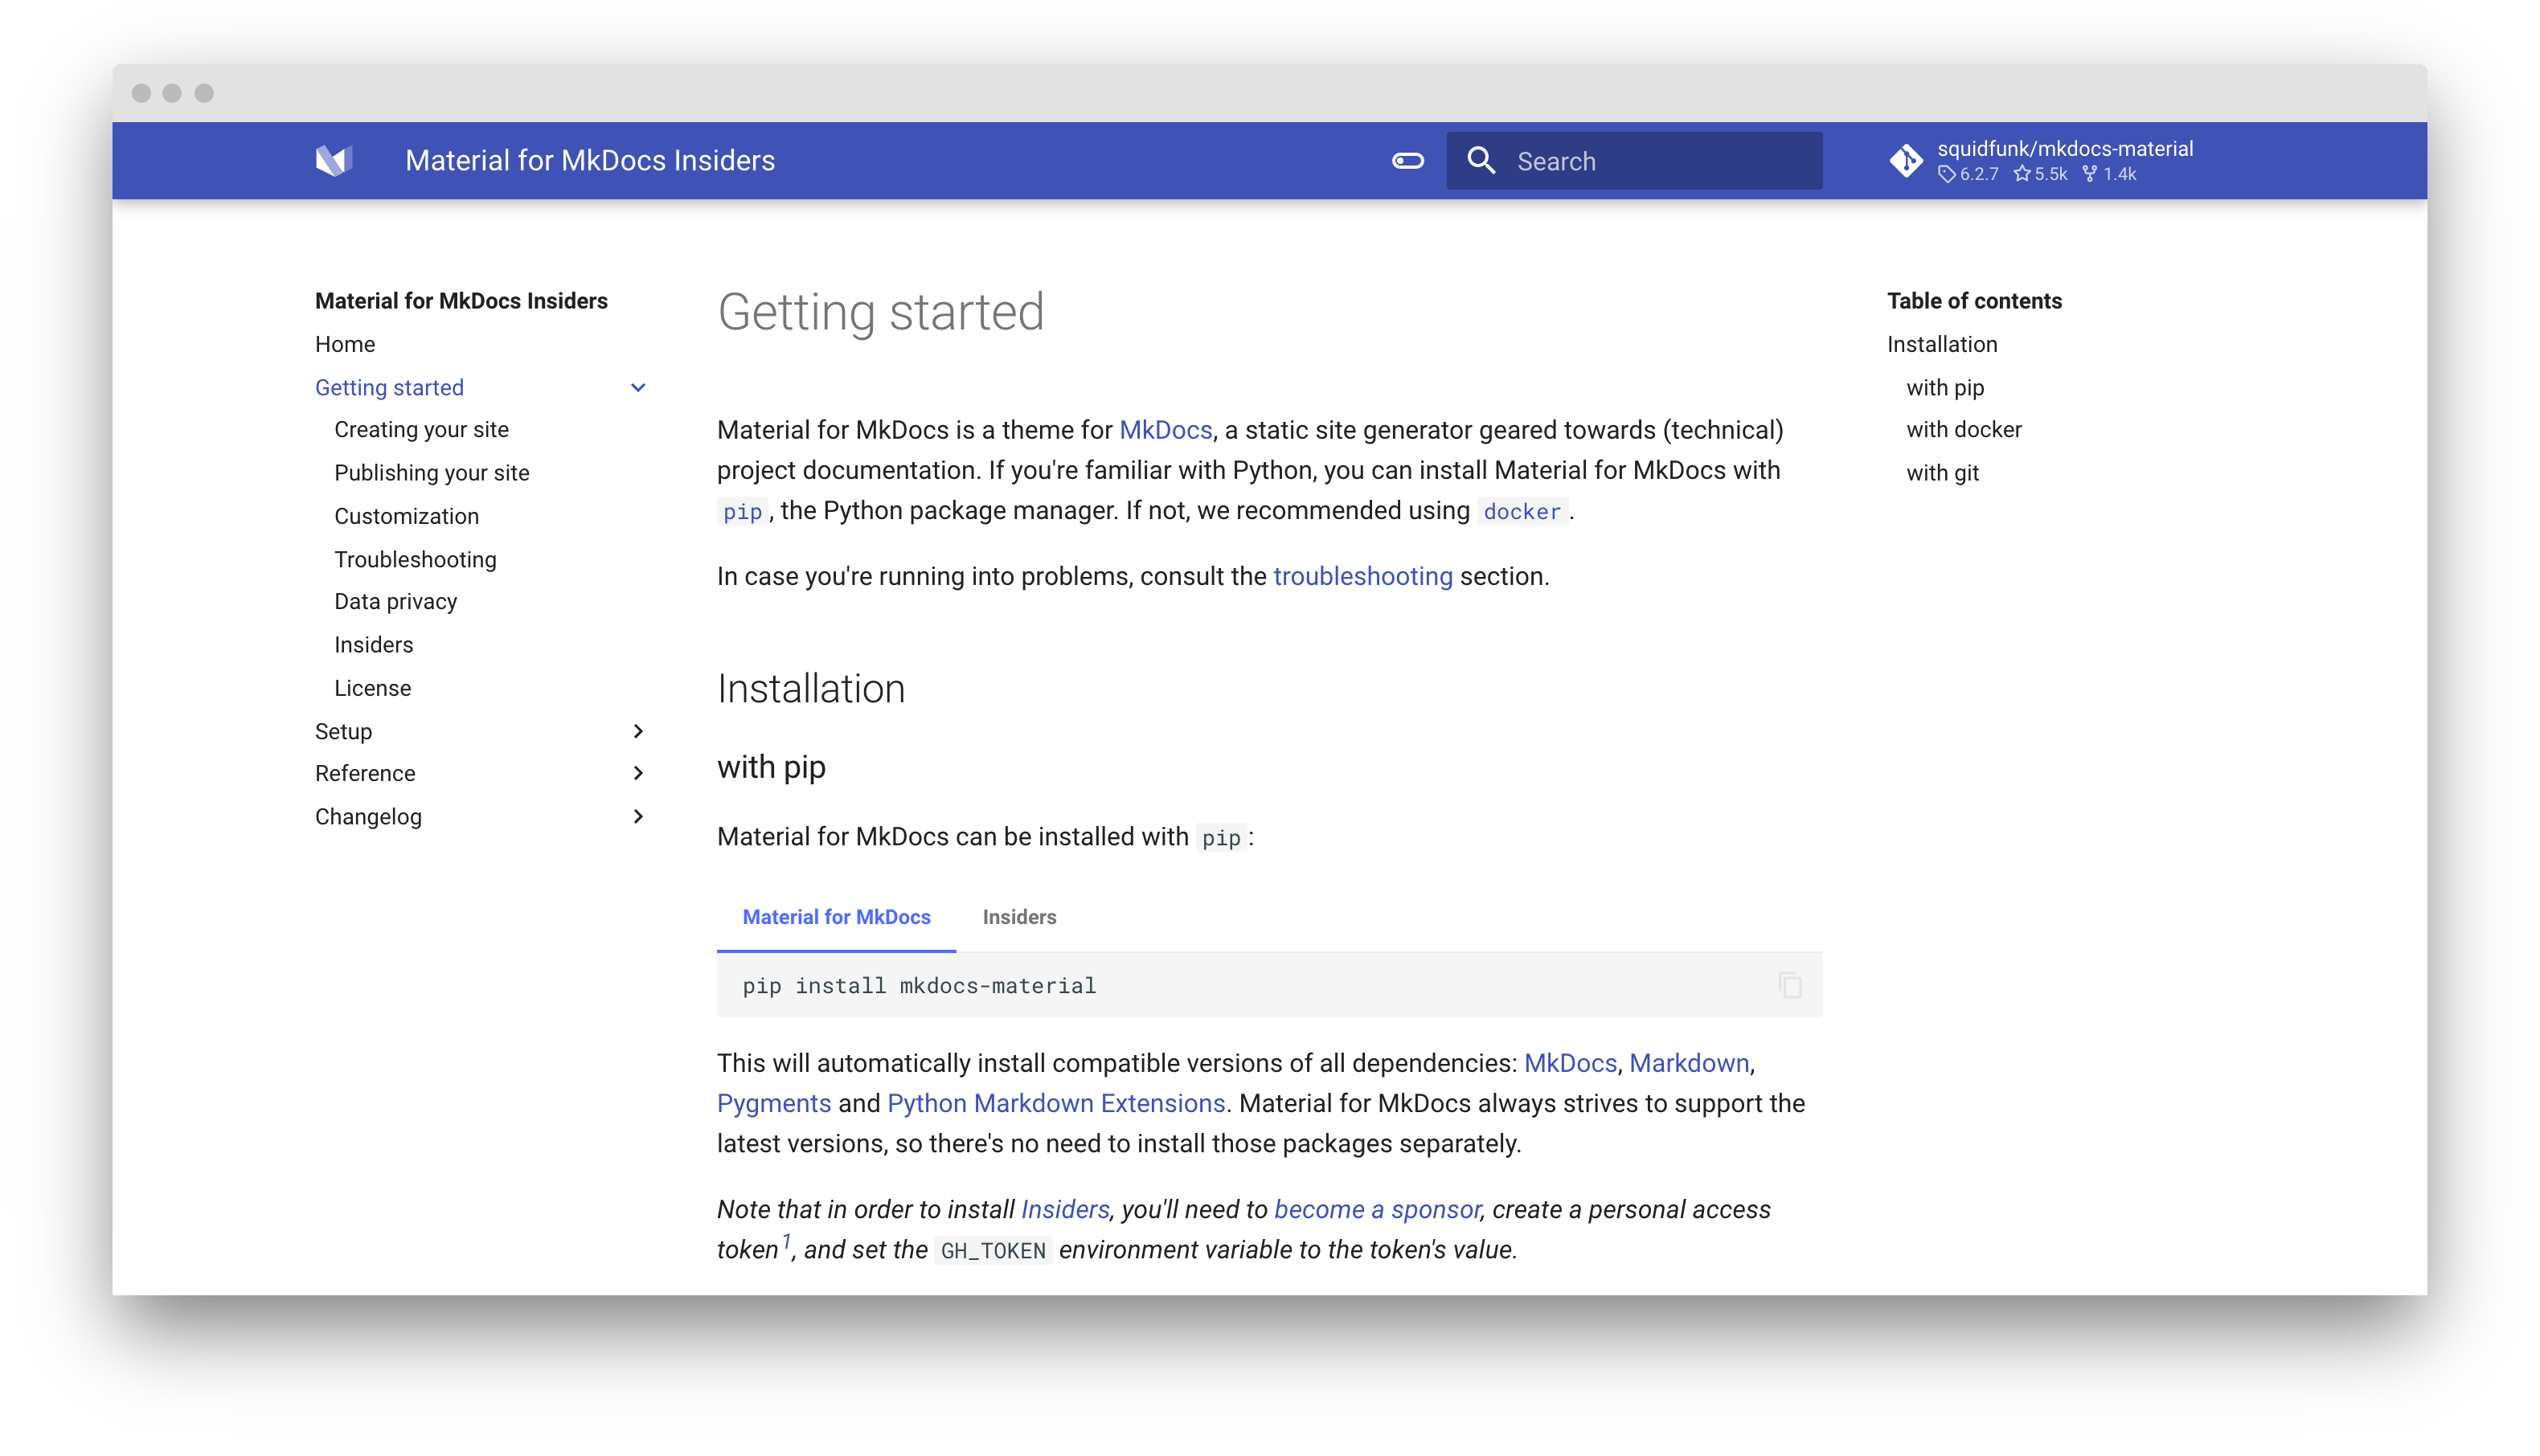 Material for MkDocs Insiders
Search
squidfunk/mkdocs-material
6.2.7 5.5k 1.4k
Material for MkDocs Insiders
Home
Getting started
Creating your site
Publishing your site
Customization
Troubleshooting
Data privacy
Insiders
License
Setup
Reference
Changelog
Getting started
Material for MkDocs is a theme for MkDocs, a static site generator geared towards (technical)
project documentation. If you're familiar with Python, you can install Material for MkDocs with
pip, the Python package manager. If not, we recommended using docker.
In case you're running into problems, consult the troubleshooting section.
Installation
with pip
Material for MkDocs can be installed with pip:
Material for MkDocs Insiders
pip install mkdocs-material
This will automatically install compatible versions of all dependencies: MkDocs, Markdown,
Pygments and Python Markdown Extensions. Material for MkDocs always strives to support the
latest versions, so there's no need to install those packages separately.
Note that in order to install Insiders, you'll need to become a sponsor, create a personal access
token1, and set the GH_TOKEN environment variable to the token's value.
Table of contents
Installation
with pip
with docker
with git